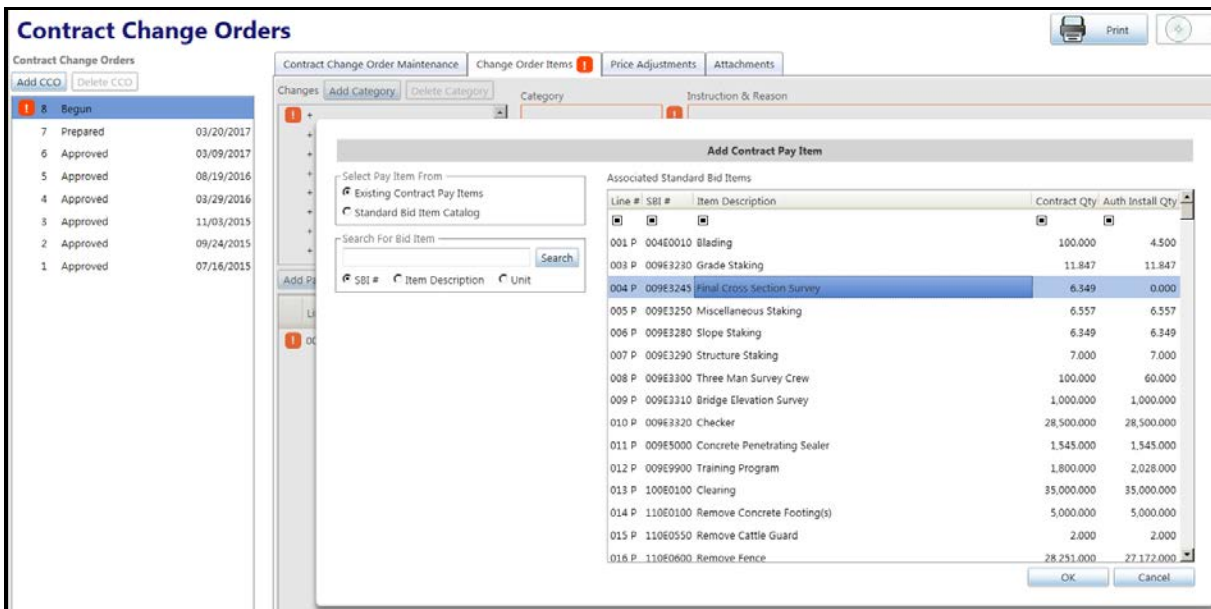 Contract Change Orders
Print
Contract Change Orders
Add CCO Delete CCO
! 8 Begun
7 Prepared 03/20/2017
6 Approved 03/09/2017
5 Approved 08/19/2016
4 Approved 03/29/2016
3 Approved 11/03/2015
2 Approved 09/24/2015
1 Approved 07/16/2015
Contract Change Order Maintenance Change Order Items ! Price Adjustments Attachments
Changes Add Category Delete Category Category Instruction & Reason
! + !
+
+
+
+
+
+
Add Pa
Li
! 00
Add Contract Pay Item
Select Pay Item From
Existing Contract Pay Items
Standard Bid Item Catalog
Search For Bid Item
Search
SBI # Item Description Unit
Associated Standard Bid Items
Line # SBI # Item Description Contract Qty Auth Install Qty
001 P 004E0010 Blading 100.000 4.500
003 P 009E3230 Grade Staking 11.847 11.847
004 P 009E3245 Final Cross Section Survey 6.349 0.000
005 P 009E3250 Miscellaneous Staking 6.557 6.557
006 P 009E3280 Slope Staking 6.349 6.349
007 P 009E3290 Structure Staking 7.000 7.000
008 P 009E3300 Three Man Survey Crew 100.000 60.000
009 P 009E3310 Bridge Elevation Survey 1,000.000 1,000.000
010 P 009E3320 Checker 28,500.000 28,500.000
011 P 009E5000 Concrete Penetrating Sealer 1,545.000 1,545.000
012 P 009E9900 Training Program 1,800.000 2,028.000
013 P 100E0100 Clearing 35,000.000 35,000.000
014 P 110E0100 Remove Concrete Footing(s) 5,000.000 5,000.000
015 P 110E0550 Remove Cattle Guard 2.000 2.000
016 P 110E0600 Remove Fence 28,251.000 27,172.000
OK Cancel